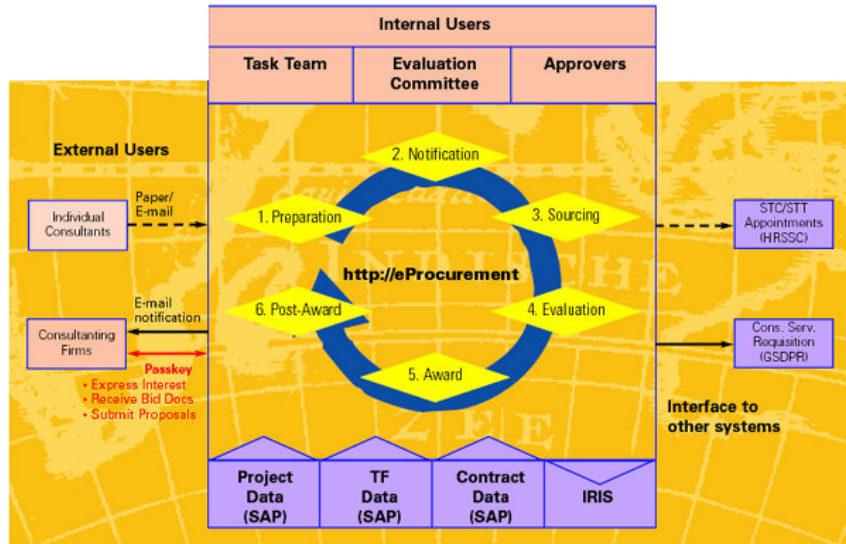 Internal Users
Task Team
Evaluation
Committee
Approvers
External Users
Paper/
E-mail
Individual
Consultants
E-mail
notification
Consultanting
Firms
Passkey
• Express Interest
• Receive Bid Docs
• Submit Proposals
1. Preparation
2. Notification
3. Sourcing
4. Evaluation
5. Award
6. Post-Award
http://eProcurement
INDISCHE
ZEE
STC/STT
Appointments
(HRSSC)
Cons. Serv.
Requisition
(GSDPR)
Interface to
other systems
Project
Data
(SAP)
TF
Data
(SAP)
Contract
Data
(SAP)
IRIS